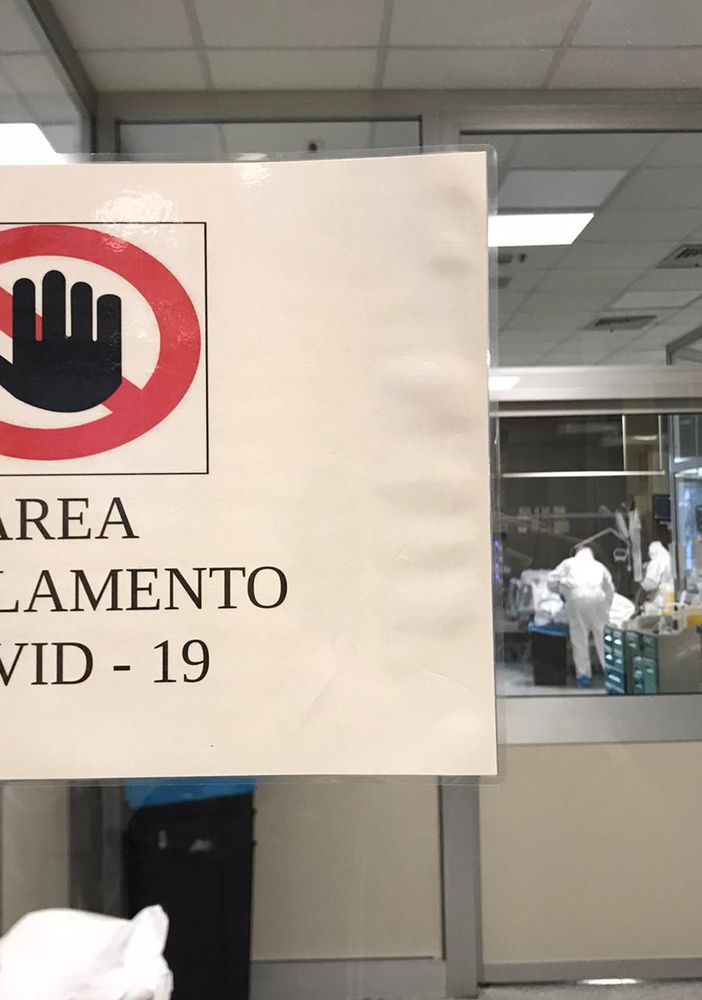 AREA
LAMENTO
VID - 19